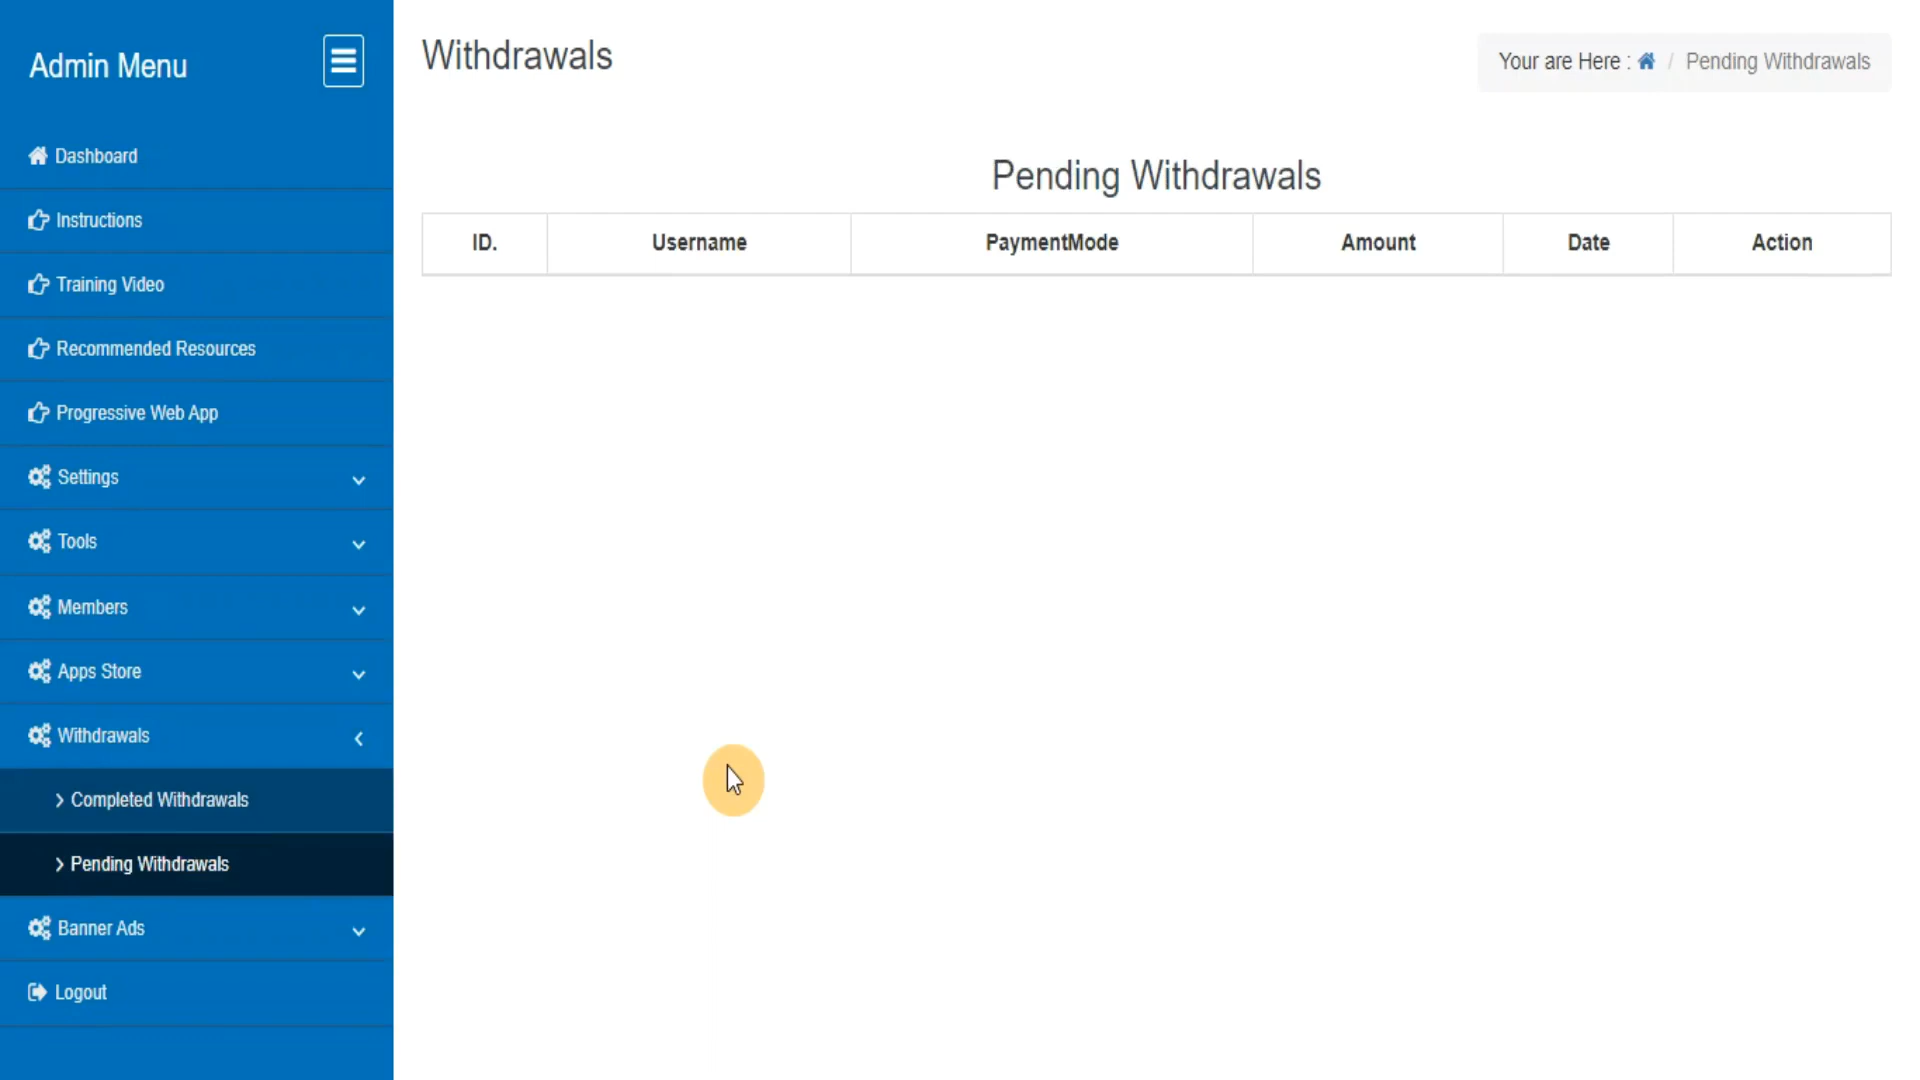 Admin Menu
Dashboard
Instructions
Training Video
Recommended Resources
Progressive Web App
Settings
Tools
Members
Apps Store
Withdrawals
Completed Withdrawals
Pending Withdrawals
Banner Ads
Logout
Withdrawals
Your are Here : / Pending Withdrawals
Pending Withdrawals
ID. Username PaymentMode Amount Date Action